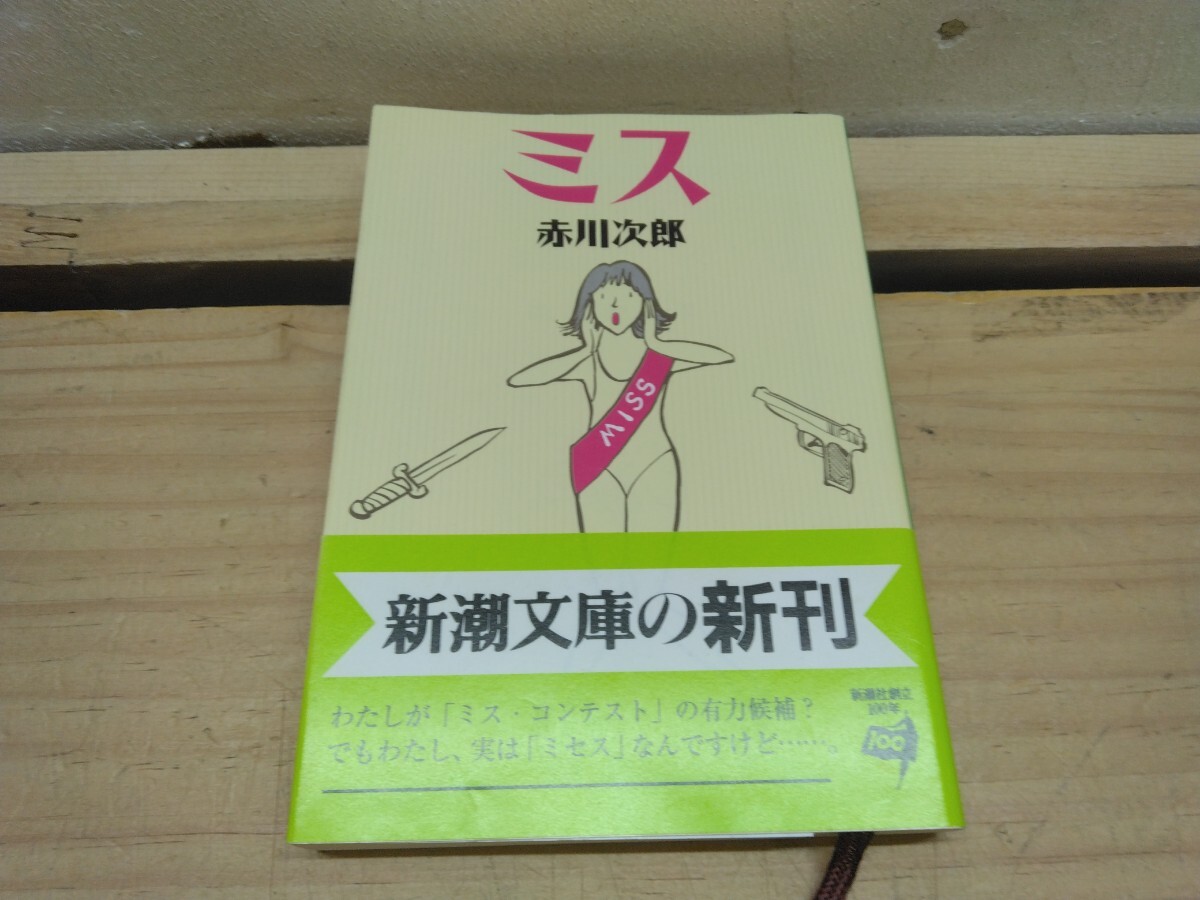 ミス
赤川次郎
MISS
新潮文庫の新刊
わたしが「ミス・コンテスト」の有力候補？
でもわたし、実は「ミセス」なんですけど……。
新潮社創立
100年
100